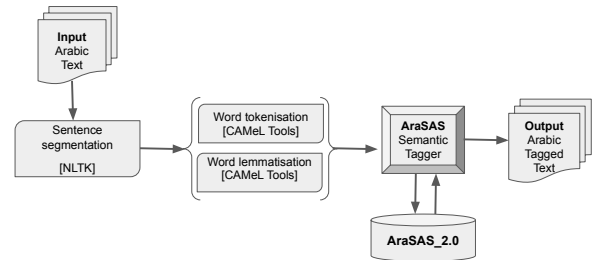 Input
Arabic
Text
Sentence
segmentation
[NLTK]
Word tokenisation
[CAMeL Tools]
Word lemmatisation
[CAMeL Tools]
AraSAS
Semantic
Tagger
Output
Arabic
Tagged
Text
AraSAS_2.0